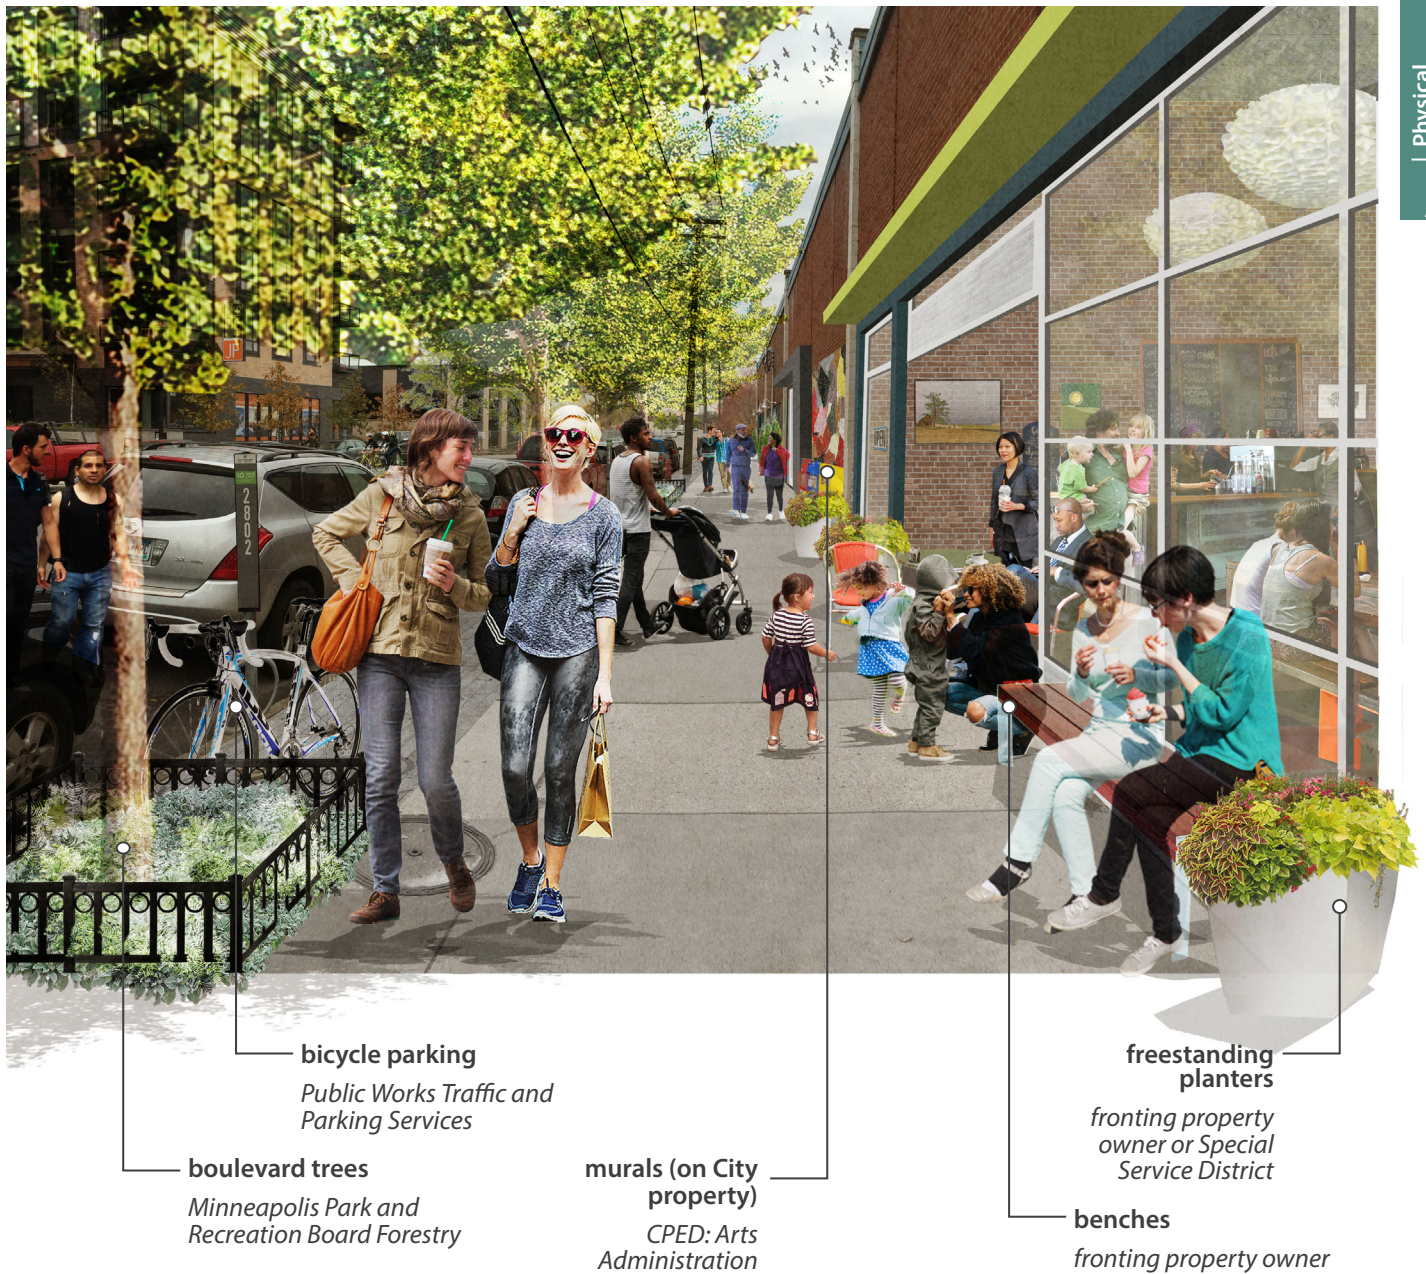 | Physical
JF
2802
bicycle parking
Public Works Traffic and
Parking Services
boulevard trees
Minneapolis Park and
Recreation Board Forestry
murals (on City
property)
CPED: Arts
Administration
freestanding
planters
fronting property
owner or Special
Service District
benches
fronting property owner